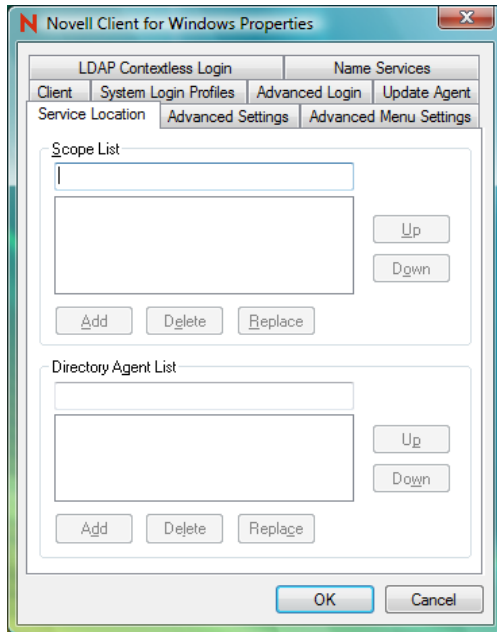 Novell Client for Windows Properties
LDAP Contextless Login Name Services
Client System Login Profiles Advanced Login Update Agent
Service Location Advanced Settings Advanced Menu Settings
Scope List
Up
Down
Add Delete Replace
Directory Agent List
Up
Down
Add Delete Replace
OK Cancel